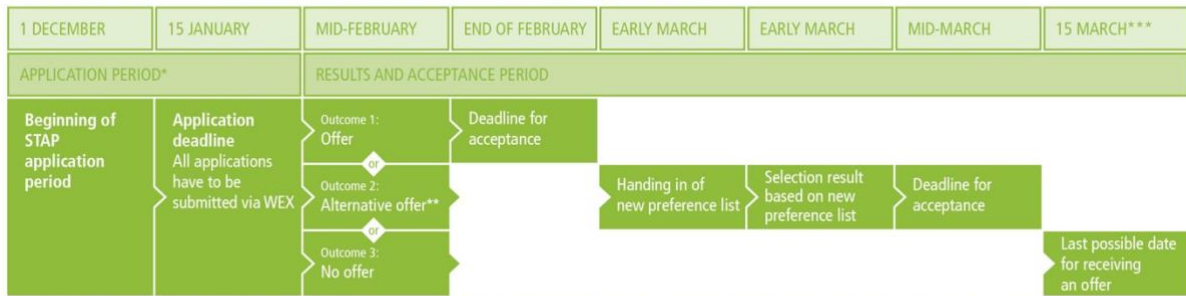 1 DECEMBER
15 JANUARY
MID-FEBRUARY
END OF FEBRUARY
EARLY MARCH
EARLY MARCH
MID-MARCH
15 MARCH***
APPLICATION PERIOD*
RESULTS AND ACCEPTANCE PERIOD
Beginning of
STAP
application
period
Application
deadline
All applications
have to be
submitted via WEX
Outcome 1:
Offer
or
Outcome 2:
Alternative offer**
or
Outcome 3:
No offer
Deadline for
acceptance
Handing in of
new preference list
Selection result
based on new
preference list
Deadline for
acceptance
Last possible date
for receiving
an offer